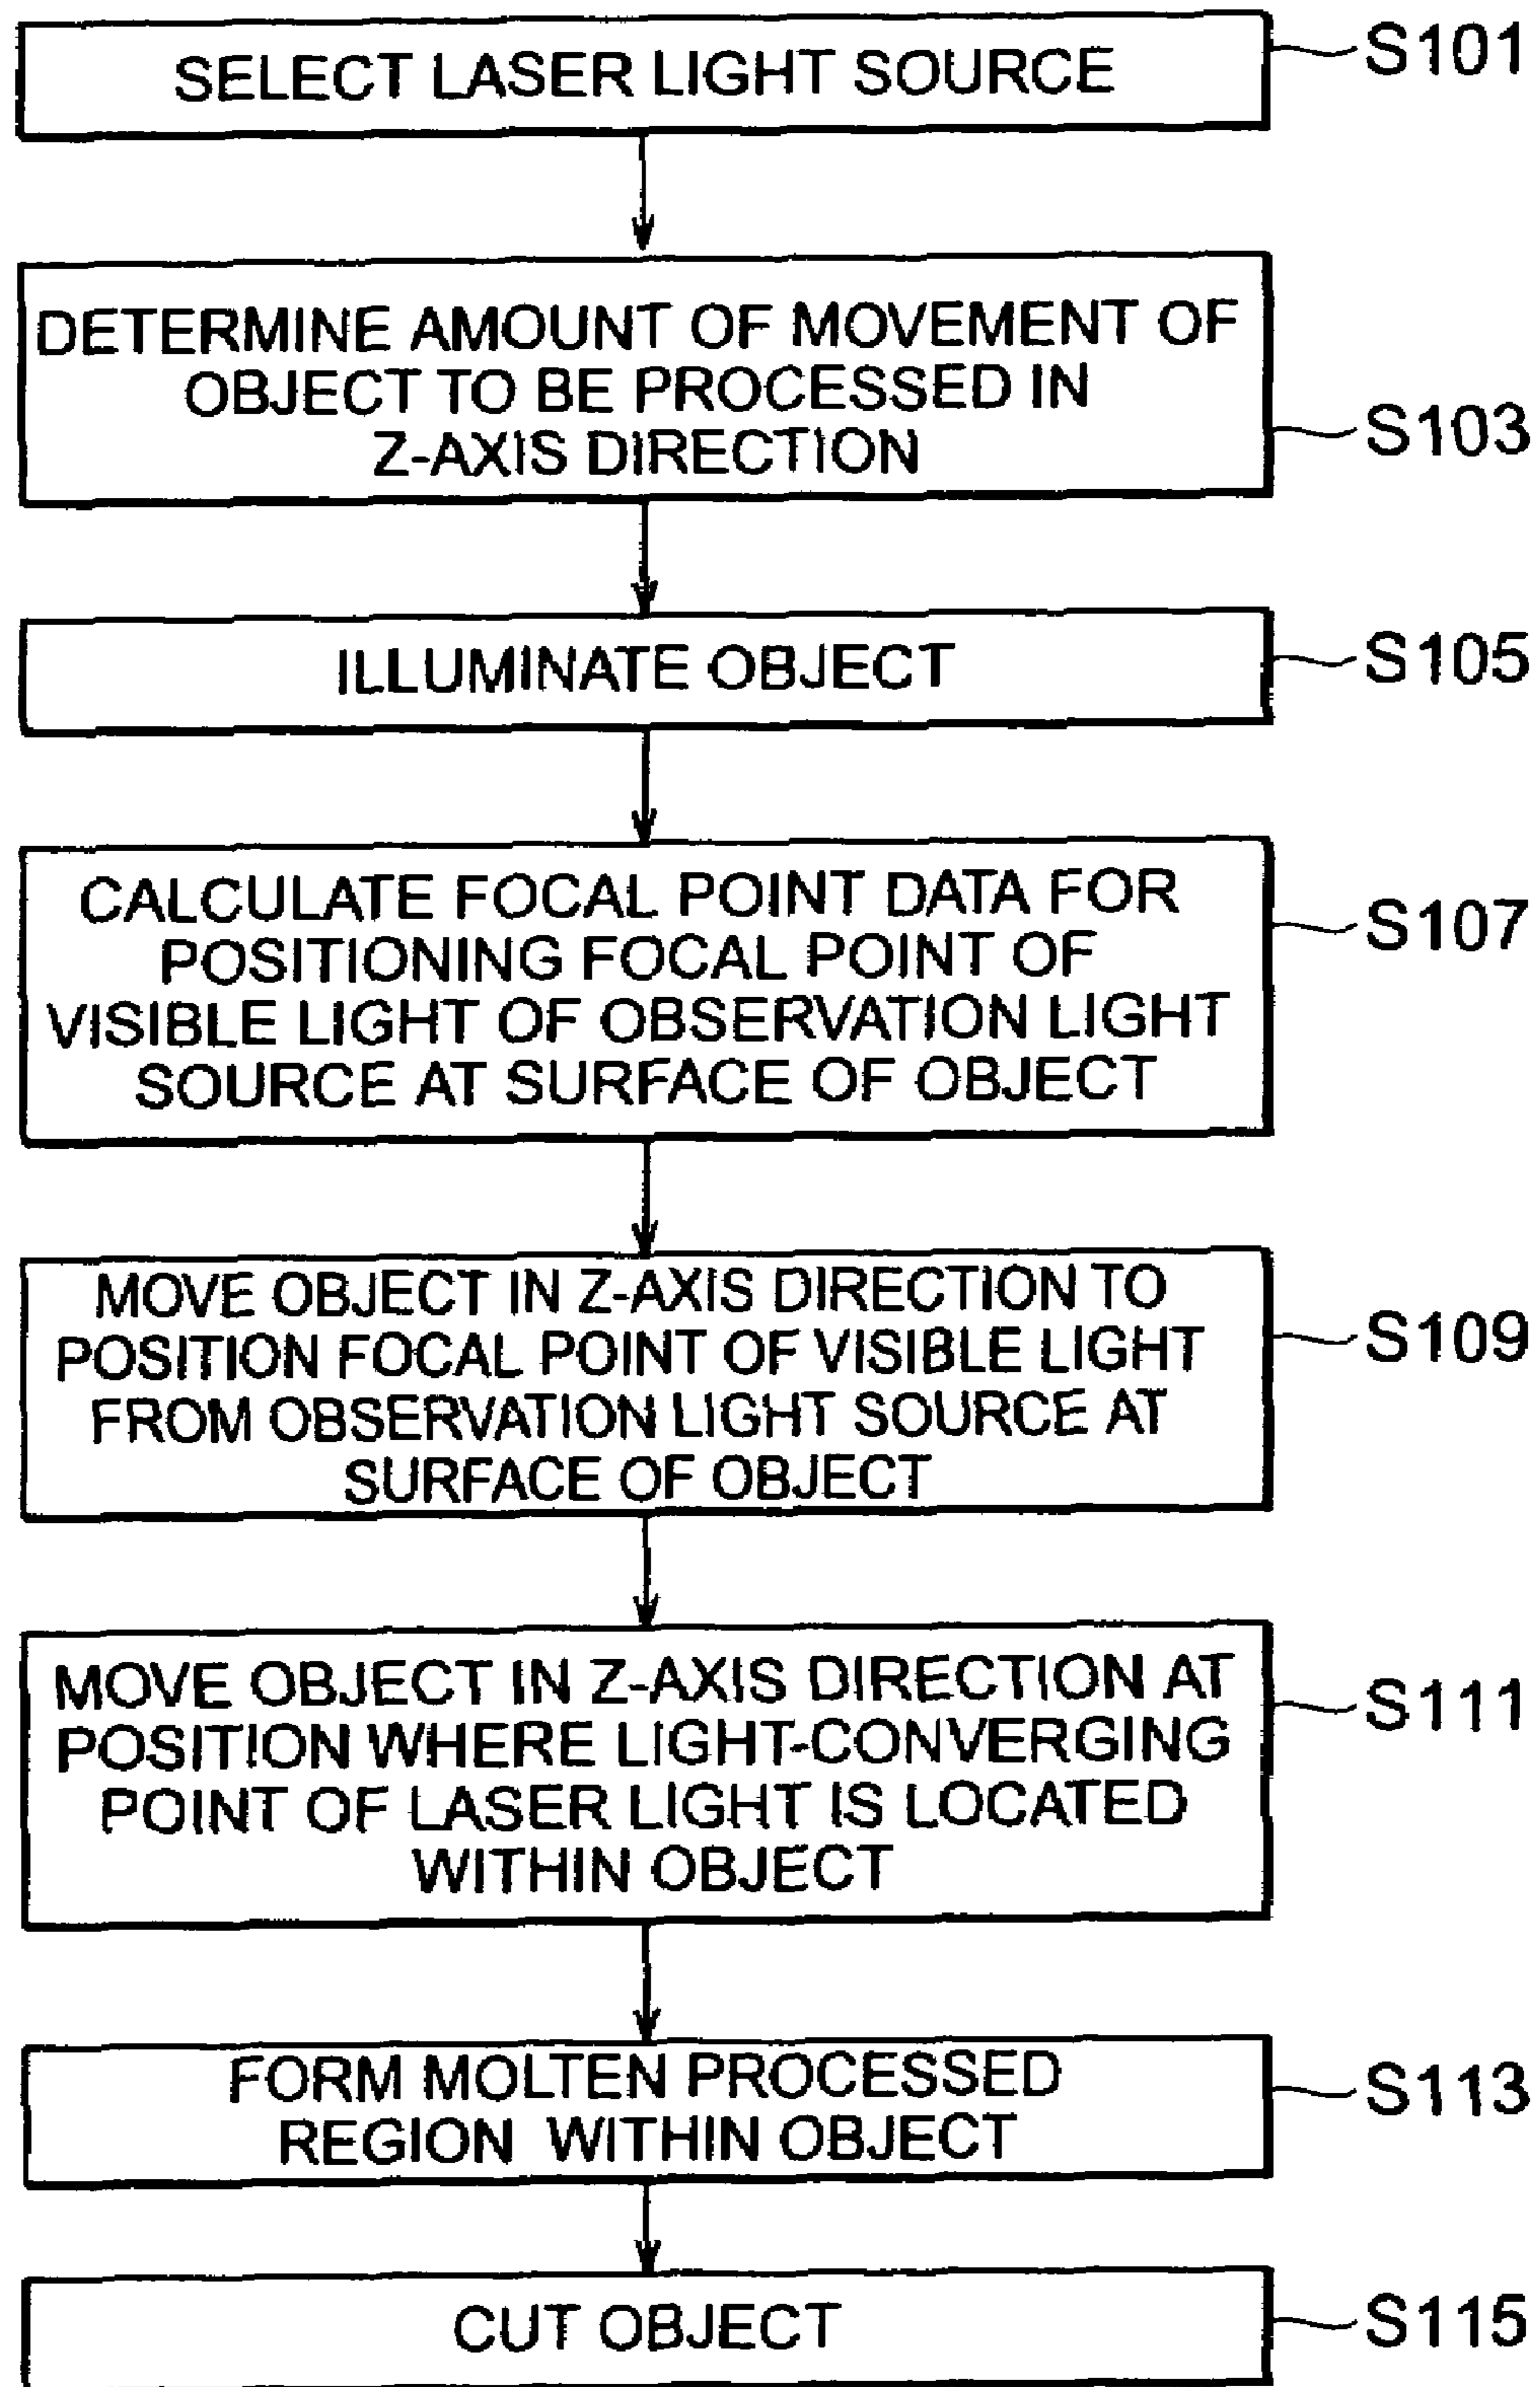 SELECT LASER LIGHT SOURCE
S101
DETERMINE AMOUNT OF MOVEMENT OF
OBJECT TO BE PROCESSED IN
Z-AXIS DIRECTION
S103
ILLUMINATE OBJECT
S105
CALCULATE FOCAL POINT DATA FOR
POSITIONING FOCAL POINT OF
VISIBLE LIGHT OF OBSERVATION LIGHT
SOURCE AT SURFACE OF OBJECT
S107
MOVE OBJECT IN Z-AXIS DIRECTION TO
POSITION FOCAL POINT OF VISIBLE LIGHT
FROM OBSERVATION LIGHT SOURCE AT
SURFACE OF OBJECT
S109
MOVE OBJECT IN Z-AXIS DIRECTION AT
POSITION WHERE LIGHT-CONVERGING
POINT OF LASER LIGHT IS LOCATED
WITHIN OBJECT
S111
FORM MOLTEN PROCESSED
REGION WITHIN OBJECT
S113
CUT OBJECT
S115